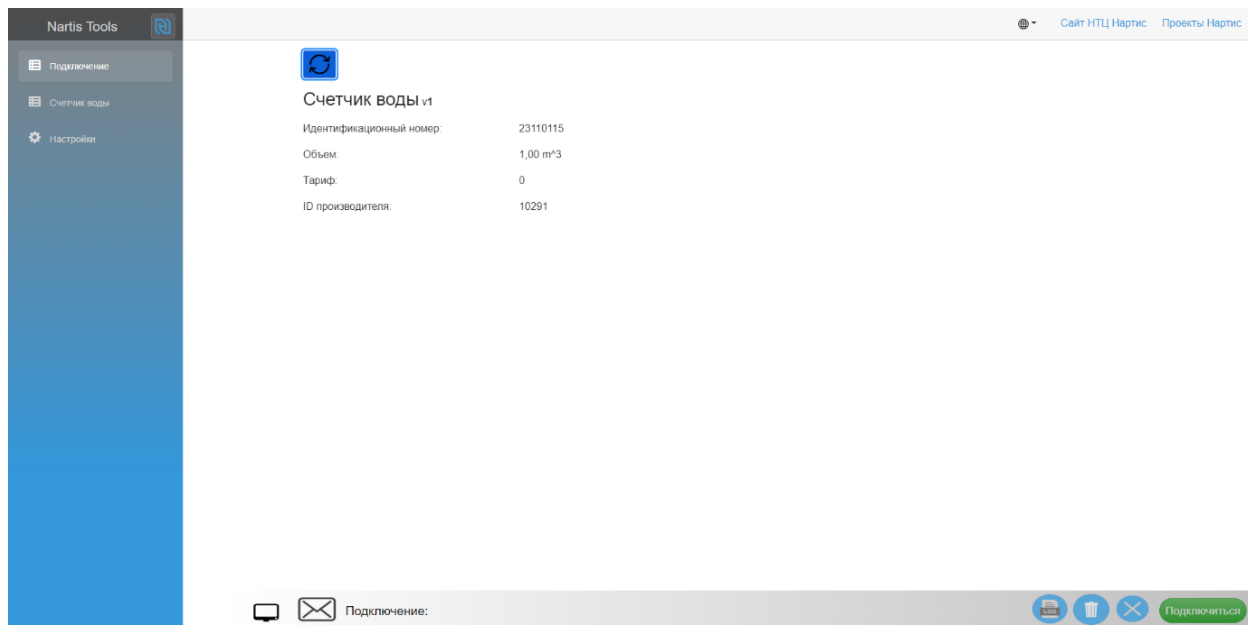 Nartis Tools
Сайт НТЦ Нартис Проекты Нартис
Подключение
Счетчик воды
Настройки
Счетчик воды v1
Идентификационный номер: 23110115
Объем: 1,00 m^3
Тариф: 0
ID производителя: 10291
Подключение:
LOG
Подключиться